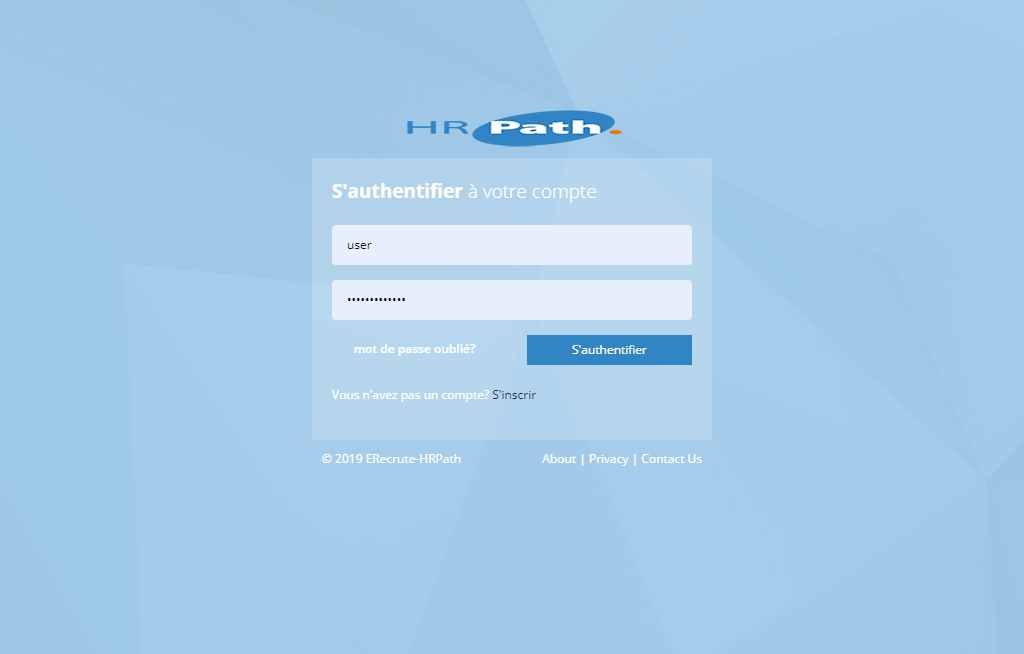 HR Path.
S'authentifier à votre compte
user
•••••••••••••
mot de passe oublié? S'authentifier
Vous n'avez pas un compte? S'inscrir
© 2019 ERecrute-HRPath About | Privacy | Contact Us